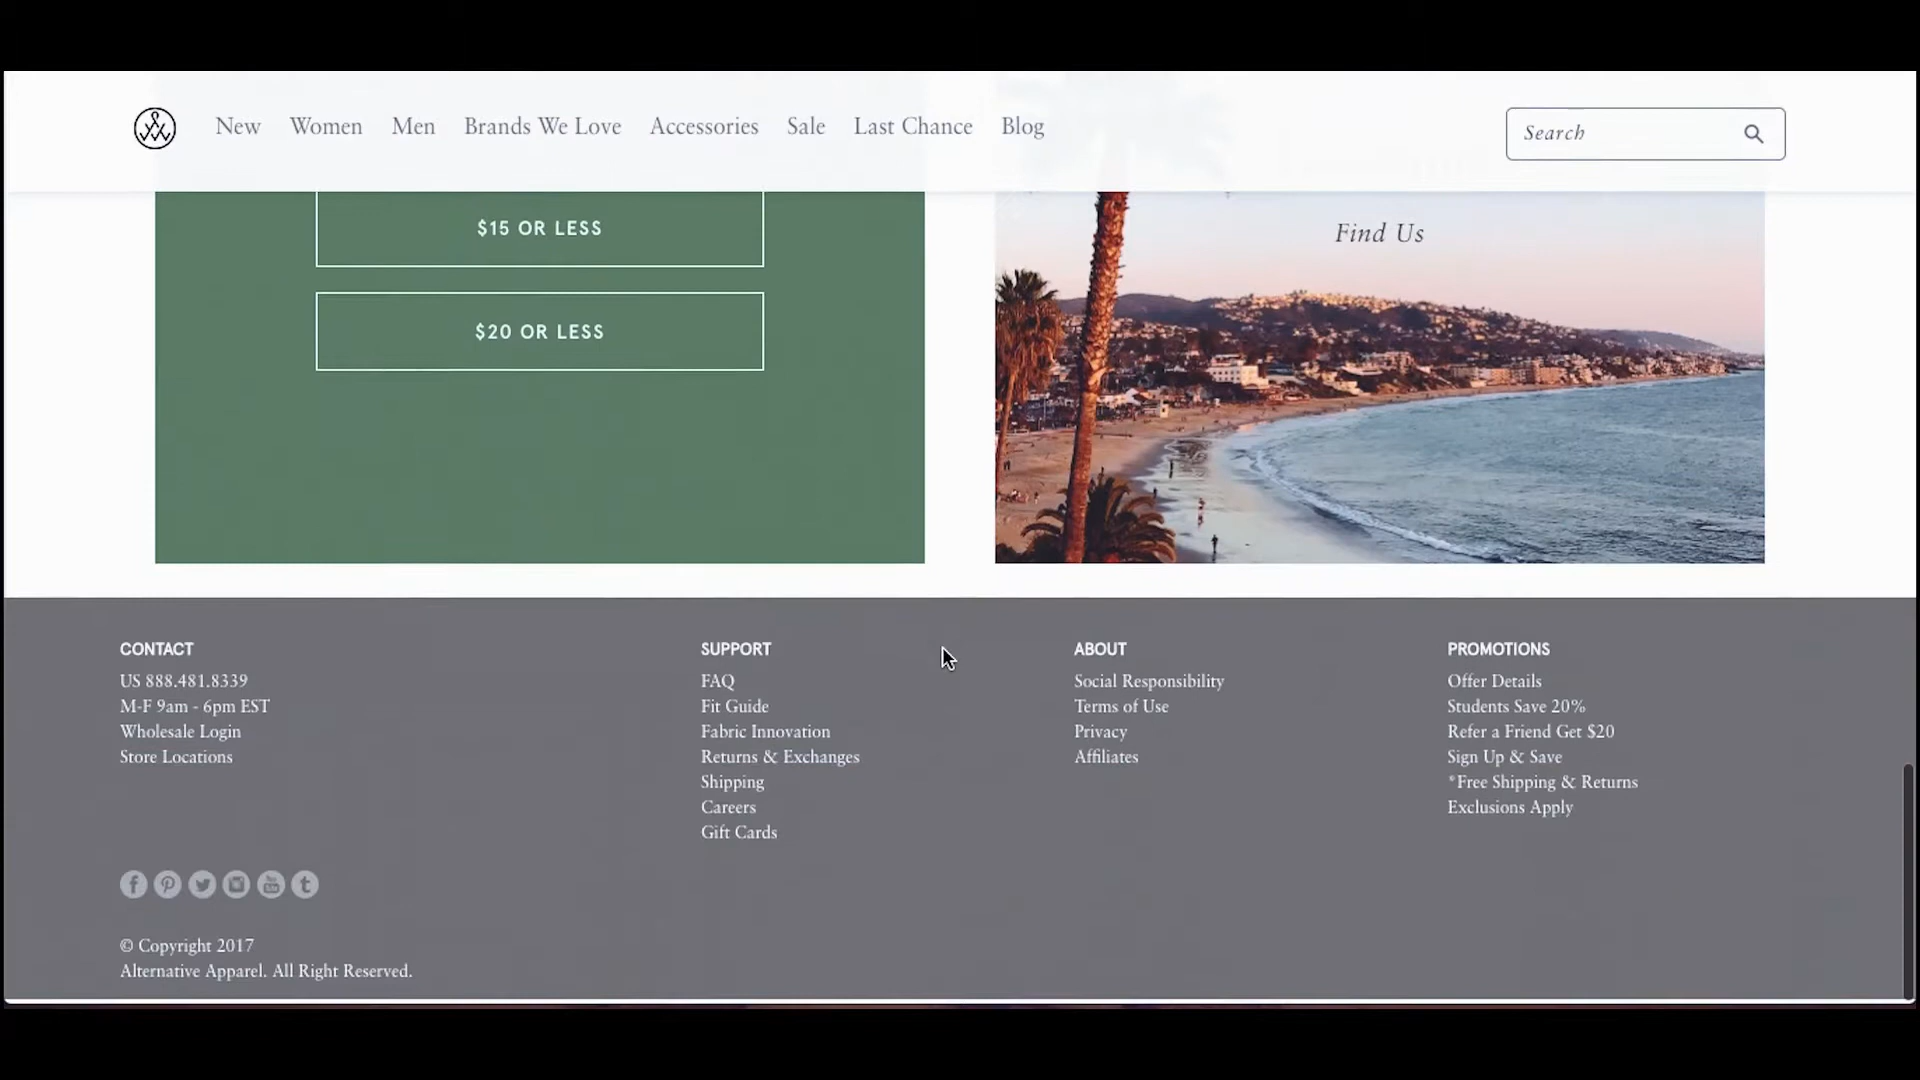 New Women Men Brands We Love Accessories Sale Last Chance Blog
Search
$15 OR LESS
$20 OR LESS
Find Us
CONTACT
US 888.481.8339
M-F 9am - 6pm EST
Wholesale Login
Store Locations
SUPPORT
FAQ
Fit Guide
Fabric Innovation
Returns & Exchanges
Shipping
Careers
Gift Cards
ABOUT
Social Responsibility
Terms of Use
Privacy
Affiliates
PROMOTIONS
Offer Details
Students Save 20%
Refer a Friend Get $20
Sign Up & Save
*Free Shipping & Returns
Exclusions Apply
© Copyright 2017
Alternative Apparel. All Right Reserved.